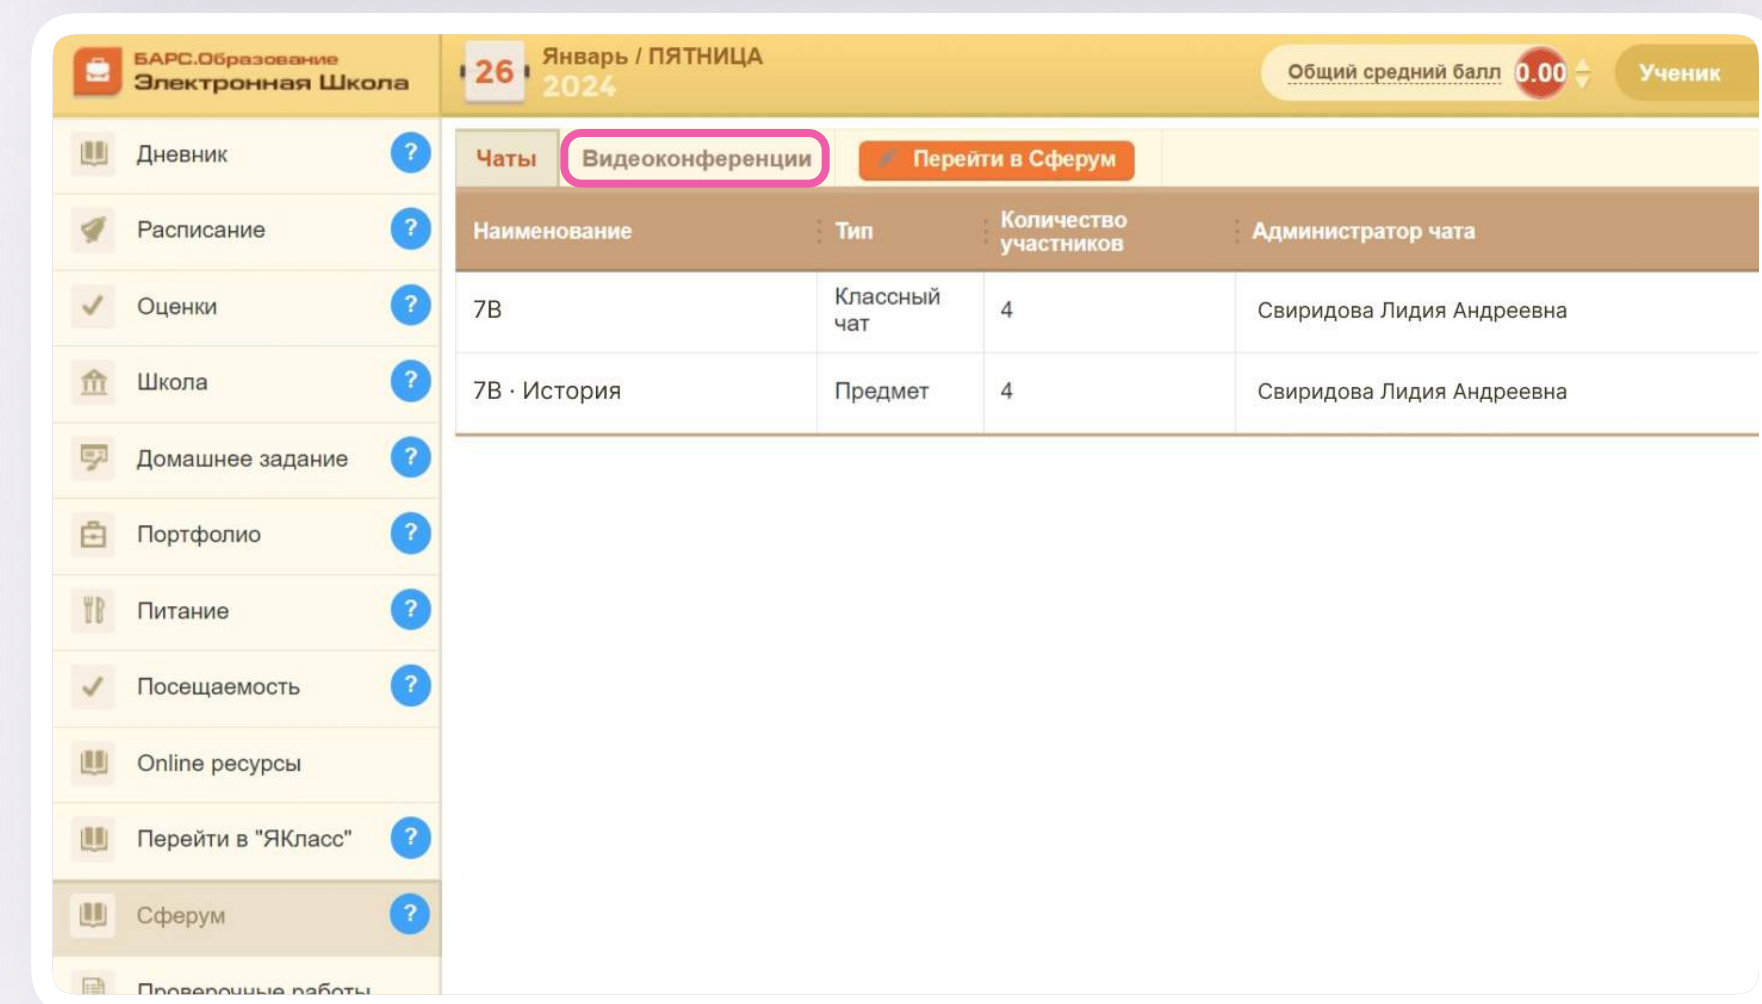 БАРС.Образование
Электронная Школа
26
Январь / ПЯТНИЦА
2024
Общий средний балл 0.00
Ученик
Дневник ?
Расписание ?
Оценки ?
Школа ?
Домашнее задание ?
Портфолио ?
Питание ?
Посещаемость ?
Online ресурсы
Перейти в "ЯКласс" ?
Сферум ?
Проверочные работы
Чаты Видеоконференции Перейти в Сферум
Наименование Тип Количество участников Администратор чата
7В Классный чат 4 Свиридова Лидия Андреевна
7В · История Предмет 4 Свиридова Лидия Андреевна